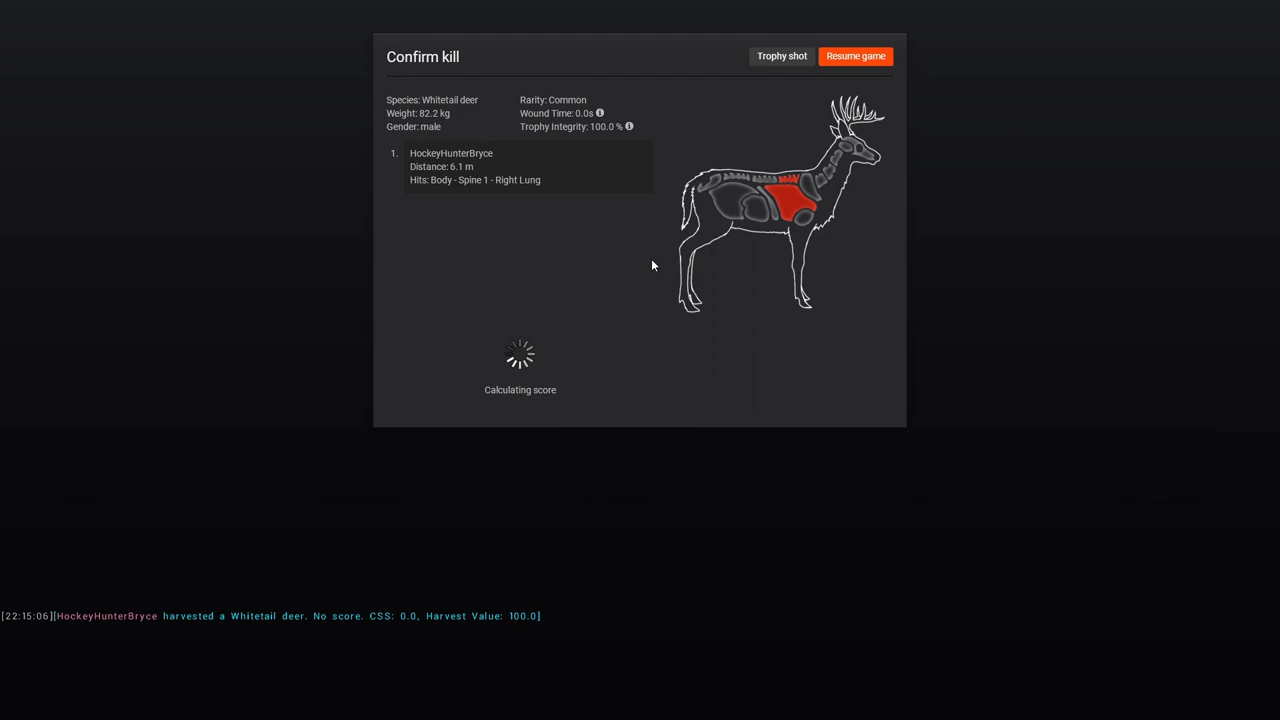 Confirm kill
Trophy shot
Resume game
Species: Whitetail deer
Weight: 82.2 kg
Gender: male
Rarity: Common
Wound Time: 0.0s
Trophy Integrity: 100.0 %
1.
HockeyHunterBryce
Distance: 6.1 m
Hits: Body - Spine 1 - Right Lung
Calculating score
[22:15:06][HockeyHunterBryce harvested a Whitetail deer. No score. CSS: 0.0, Harvest Value: 100.0]